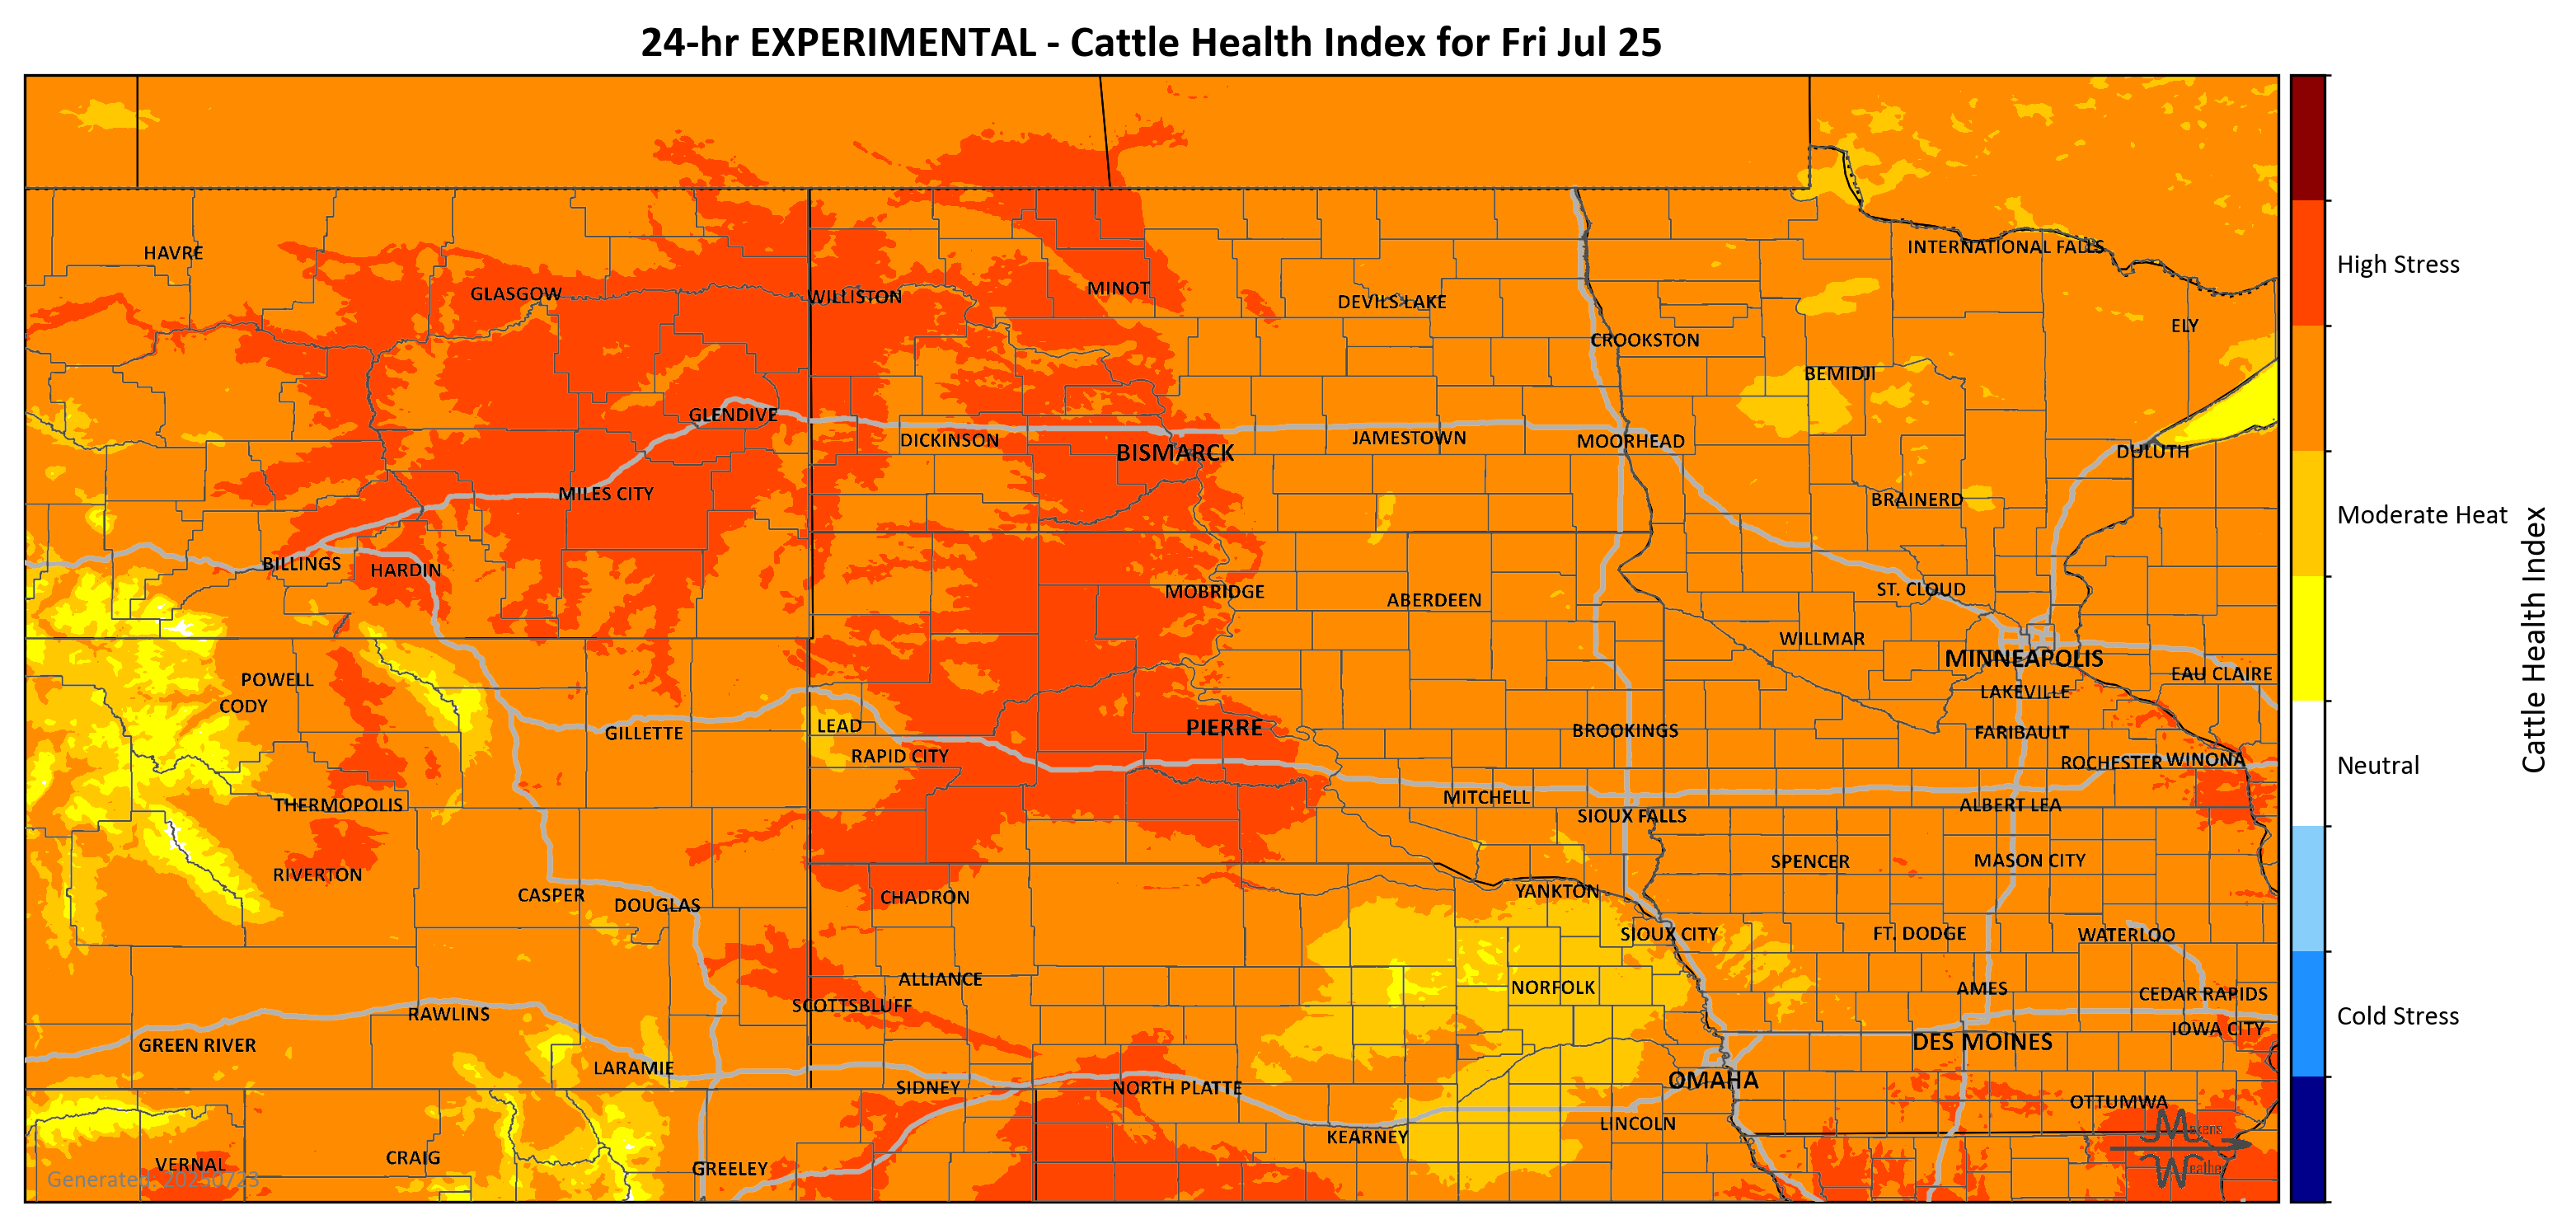 24-hr EXPERIMENTAL - Cattle Health Index for Fri Jul 25
INTERNATIONAL FALLS
HAVRE
GLASGOW
WILLISTON
MINOT
DEVILS LAKE
ELY
CROOKSTON
BEMIDJI
GLENDIVE
DICKINSON
BISMARCK
JAMESTOWN
MOORHEAD
DULUTH
MILES CITY
BRAINERD
BILLINGS
HARDIN
MOBRIDGE
ABERDEEN
ST. CLOUD
WILLMAR
MINNEAPOLIS
EAU CLAIRE
POWELL
CODY
LAKEVILLE
GILLETTE
LEAD
PIERRE
BROOKINGS
FARIBAULT
RAPID CITY
ROCHESTER
WINONA
THERMOPOLIS
MITCHELL
SIOUX FALLS
ALBERT LEA
RIVERTON
SPENCER
MASON CITY
CASPER
DOUGLAS
CHADRON
YANKTON
SIOUX CITY
FT. DODGE
WATERLOO
ALLIANCE
NORFOLK
AMES
CEDAR RAPIDS
SCOTTSBLUFF
RAWLINS
IOWA CITY
GREEN RIVER
DES MOINES
LARAMIE
SIDNEY
NORTH PLATTE
OMAHA
OTTUMWA
LINCOLN
KEARNEY
VERNAL
CRAIG
GREELEY
Generated: 20250723
Makens
Weather
High Stress
Moderate Heat
Neutral
Cold Stress
Cattle Health Index